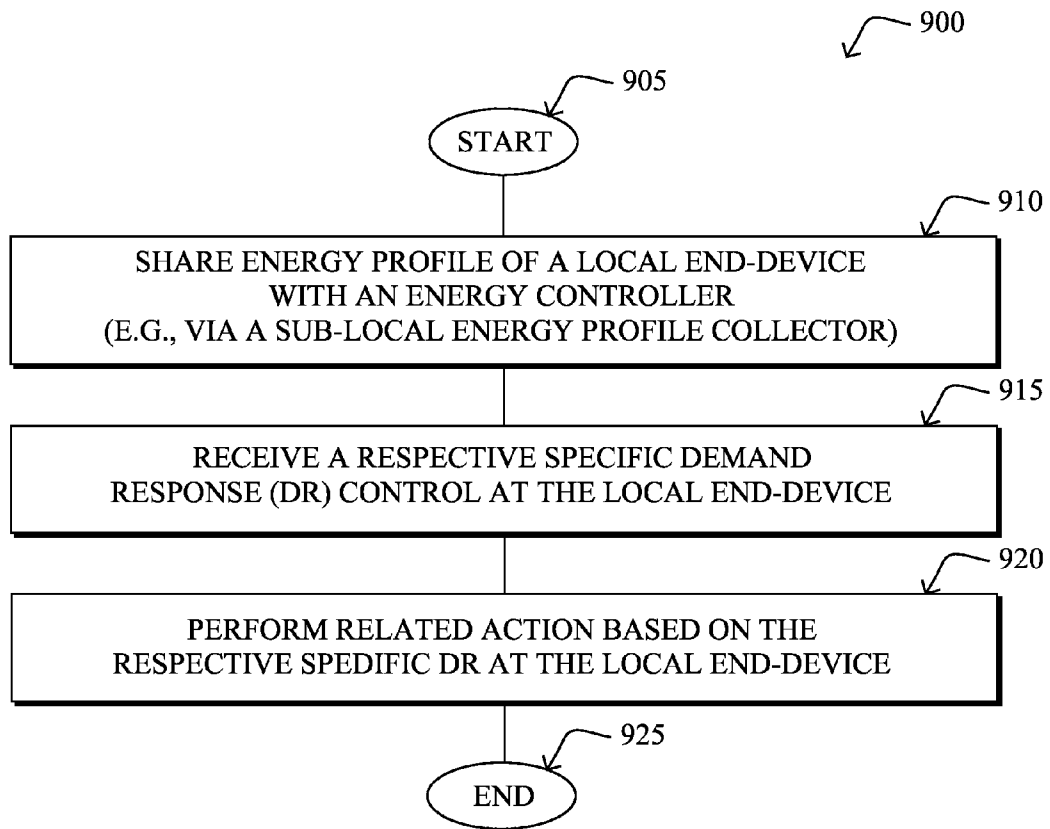 900
905
START
910
SHARE ENERGY PROFILE OF A LOCAL END-DEVICE
WITH AN ENERGY CONTROLLER
(E.G., VIA A SUB-LOCAL ENERGY PROFILE COLLECTOR)
915
RECEIVE A RESPECTIVE SPECIFIC DEMAND
RESPONSE (DR) CONTROL AT THE LOCAL END-DEVICE
920
PERFORM RELATED ACTION BASED ON THE
RESPECTIVE SPEDIFIC DR AT THE LOCAL END-DEVICE
925
END